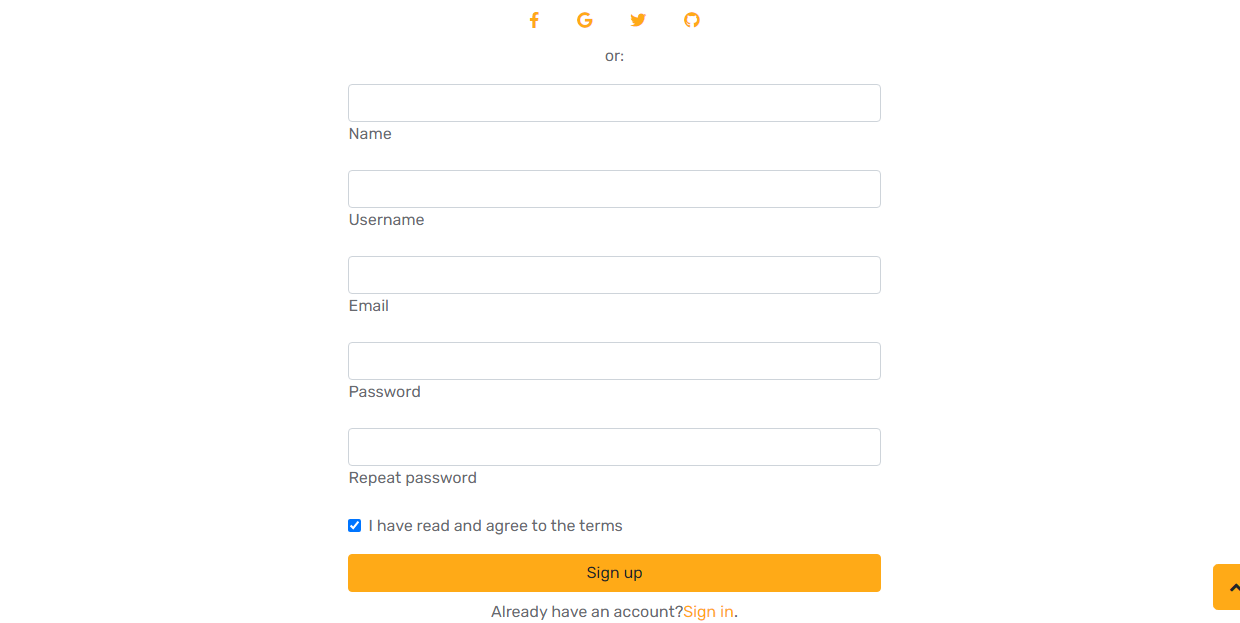 or:
Name
Username
Email
Password
Repeat password
I have read and agree to the terms
Sign up
Already have an account?Sign in.